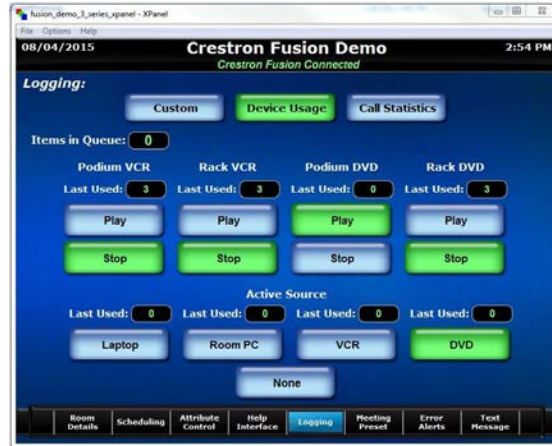 fusion_demo_3_series_xpanel - XPanel
File Options Help
08/04/2015 Crestron Fusion Demo 2:54 PM
Crestron Fusion Connected
Logging:
Custom Device Usage Call Statistics
Items in Queue: 0
Podium VCR Rack VCR Podium DVD Rack DVD
Last Used: 3 Last Used: 3 Last Used: 0 Last Used: 3
Play Play Play Play
Stop Stop Stop Stop
Active Source
Last Used: 0 Last Used: 0 Last Used: 0 Last Used: 0
Laptop Room PC VCR DVD
None
Room Details Scheduling Attribute Control Help Interface Logging Meeting Preset Error Alerts Text Message